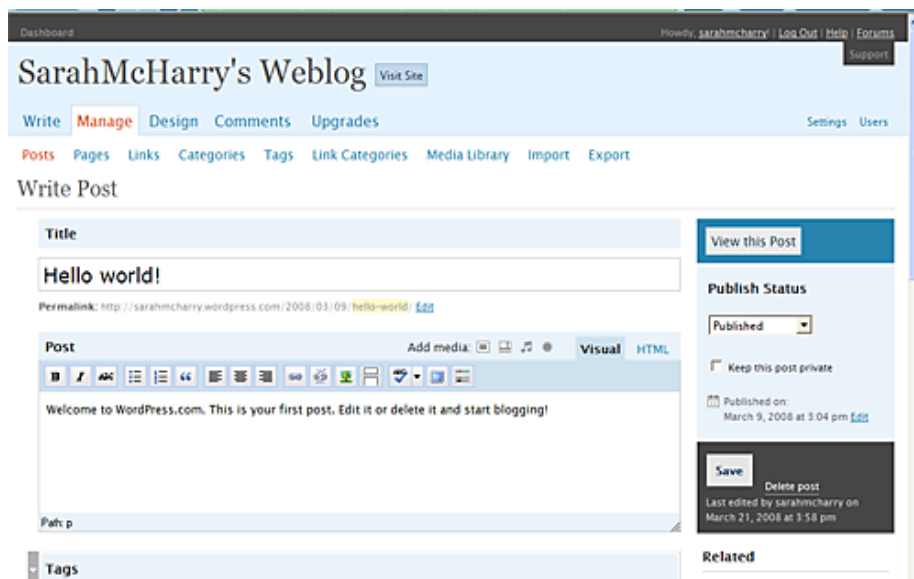 Dashboard
Howdy, sarahmcharry! | Log Out | Help | Forums
Support
SarahMcHarry's Weblog Visit Site
Write Manage Design Comments Upgrades
Settings Users
Posts Pages Links Categories Tags Link Categories Media Library Import Export
Write Post
Title
Hello world!
Permalink: http://sarahmcharry.wordpress.com/2008/03/09/hello-world/ Edit
Post Add media: Visual HTML
B I ABC
Welcome to WordPress.com. This is your first post. Edit it or delete it and start blogging!
Path: p
Tags
View this Post
Publish Status
Published
Keep this post private
Published on:
March 9, 2008 at 3:04 pm Edit
Save
Delete post
Last edited by sarahmcharry on
March 21, 2008 at 3:58 pm
Related